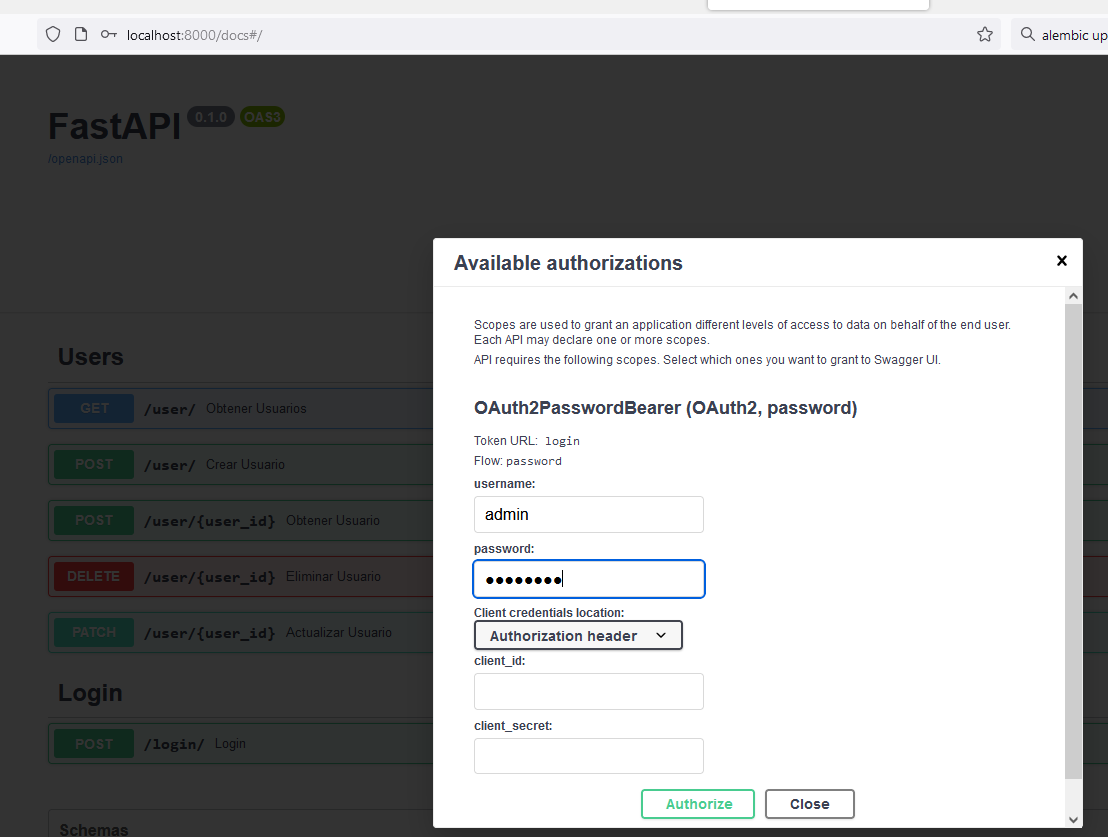 localhost:8000/docs#/
alembic up
FastAPI 0.1.0 OAS3
/openapi.json
Available authorizations
Scopes are used to grant an application different levels of access to data on behalf of the end user.
Each API may declare one or more scopes.
API requires the following scopes. Select which ones you want to grant to Swagger UI.
OAuth2PasswordBearer (OAuth2, password)
Token URL: login
Flow: password
username:
admin
password:
Client credentials location:
Authorization header
client_id:
client_secret:
Authorize
Close
Users
GET /user/ Obtener Usuarios
POST /user/ Crear Usuario
POST /user/{user_id} Obtener Usuario
DELETE /user/{user_id} Eliminar Usuario
PATCH /user/{user_id} Actualizar Usuario
Login
POST /login/ Login
Schemas